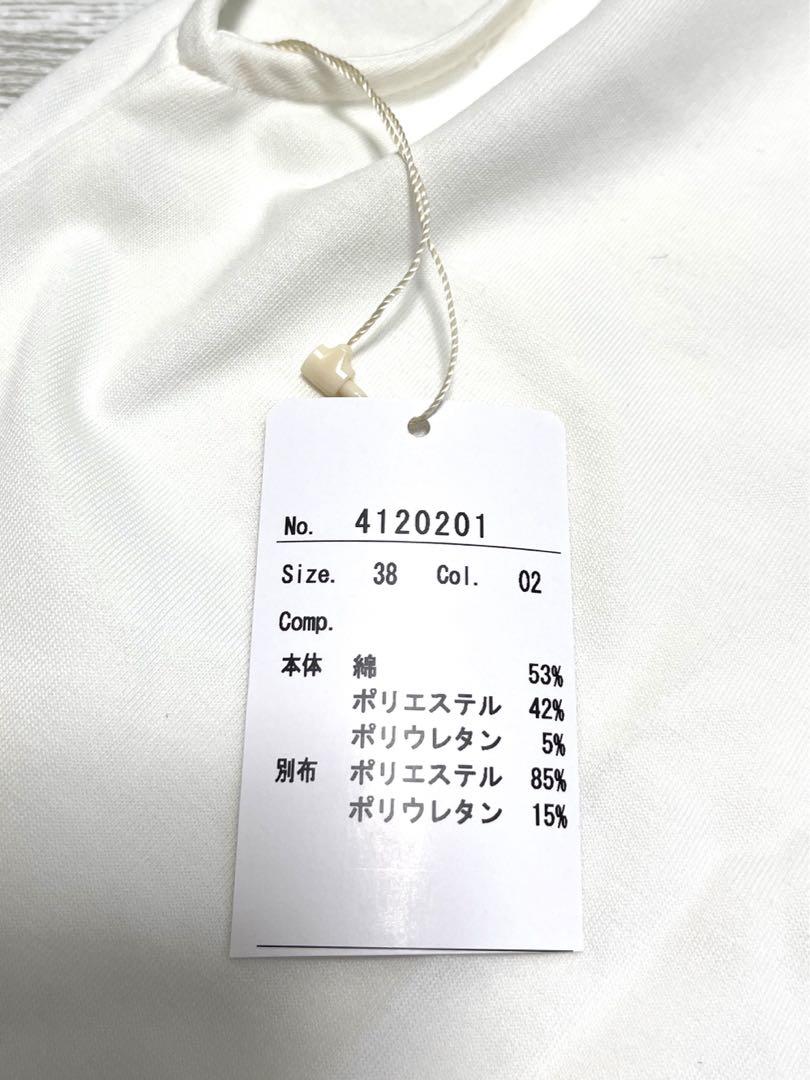 No. 4120201
Size. 38 Col. 02
Comp.
本体 綿 53%
ポリエステル 42%
ポリウレタン 5%
別布 ポリエステル 85%
ポリウレタン 15%